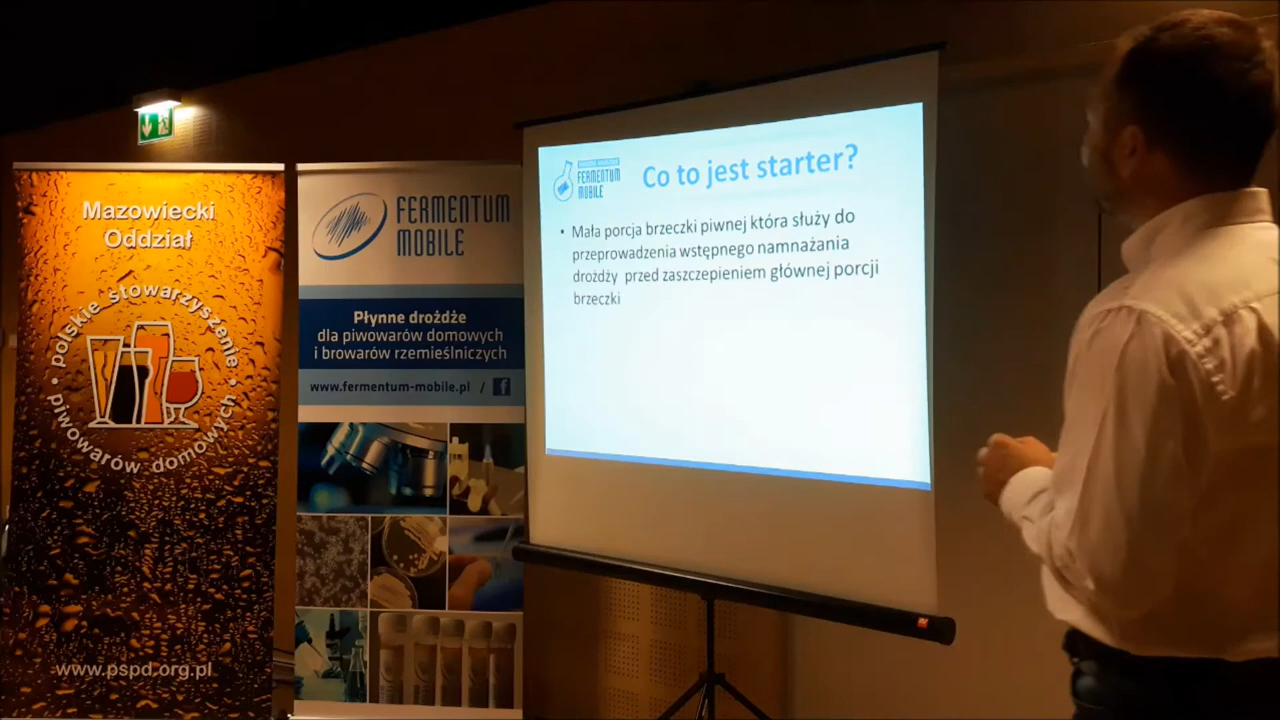 Mazowiecki
Oddział
polskie stowarzyszenie
piwowarów domowych
www.pspd.org.pl
FERMENTUM
MOBILE
Płynne drożdże
dla piwowarów domowych
i browarów rzemieślniczych
www.fermentum-mobile.pl / f
FERMENTUM
MOBILE
Co to jest starter?
• Mała porcja brzeczki piwnej która służy do
przeprowadzenia wstępnego namnażania
drożdży przed zaszczepieniem głównej porcji
brzeczki